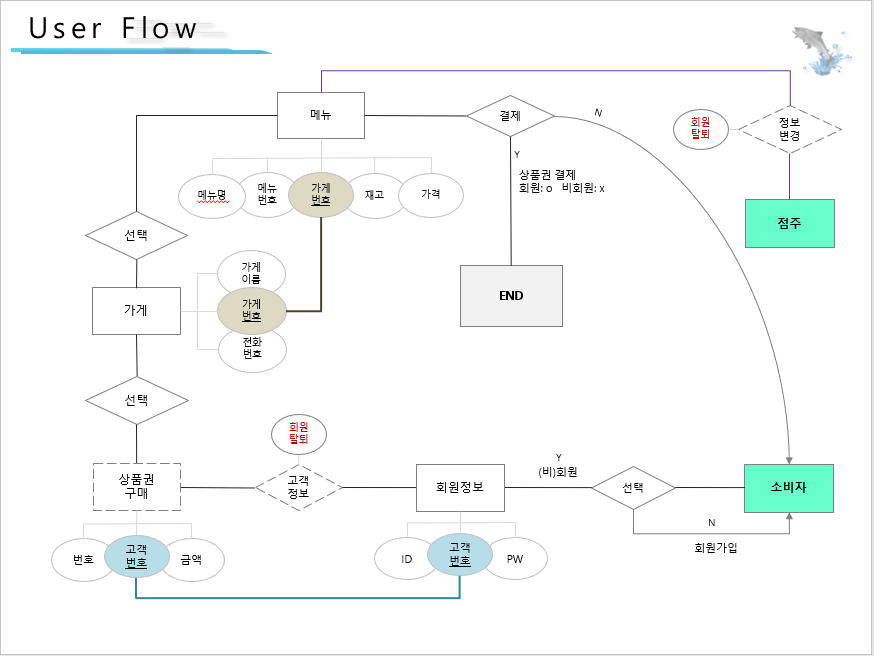 User Flow
메뉴
결제
N
회원
탈퇴
정보
변경
Y
상품권 결제
회원: o 비회원: x
메뉴명
메뉴
번호
가게
번호
재고
가격
점주
선택
가게
이름
가게
가게
번호
END
전화
번호
선택
회원
탈퇴
상품권
구매
고객
정보
회원정보
Y
(비)회원
선택
소비자
N
회원가입
번호
고객
번호
금액
ID
고객
번호
PW